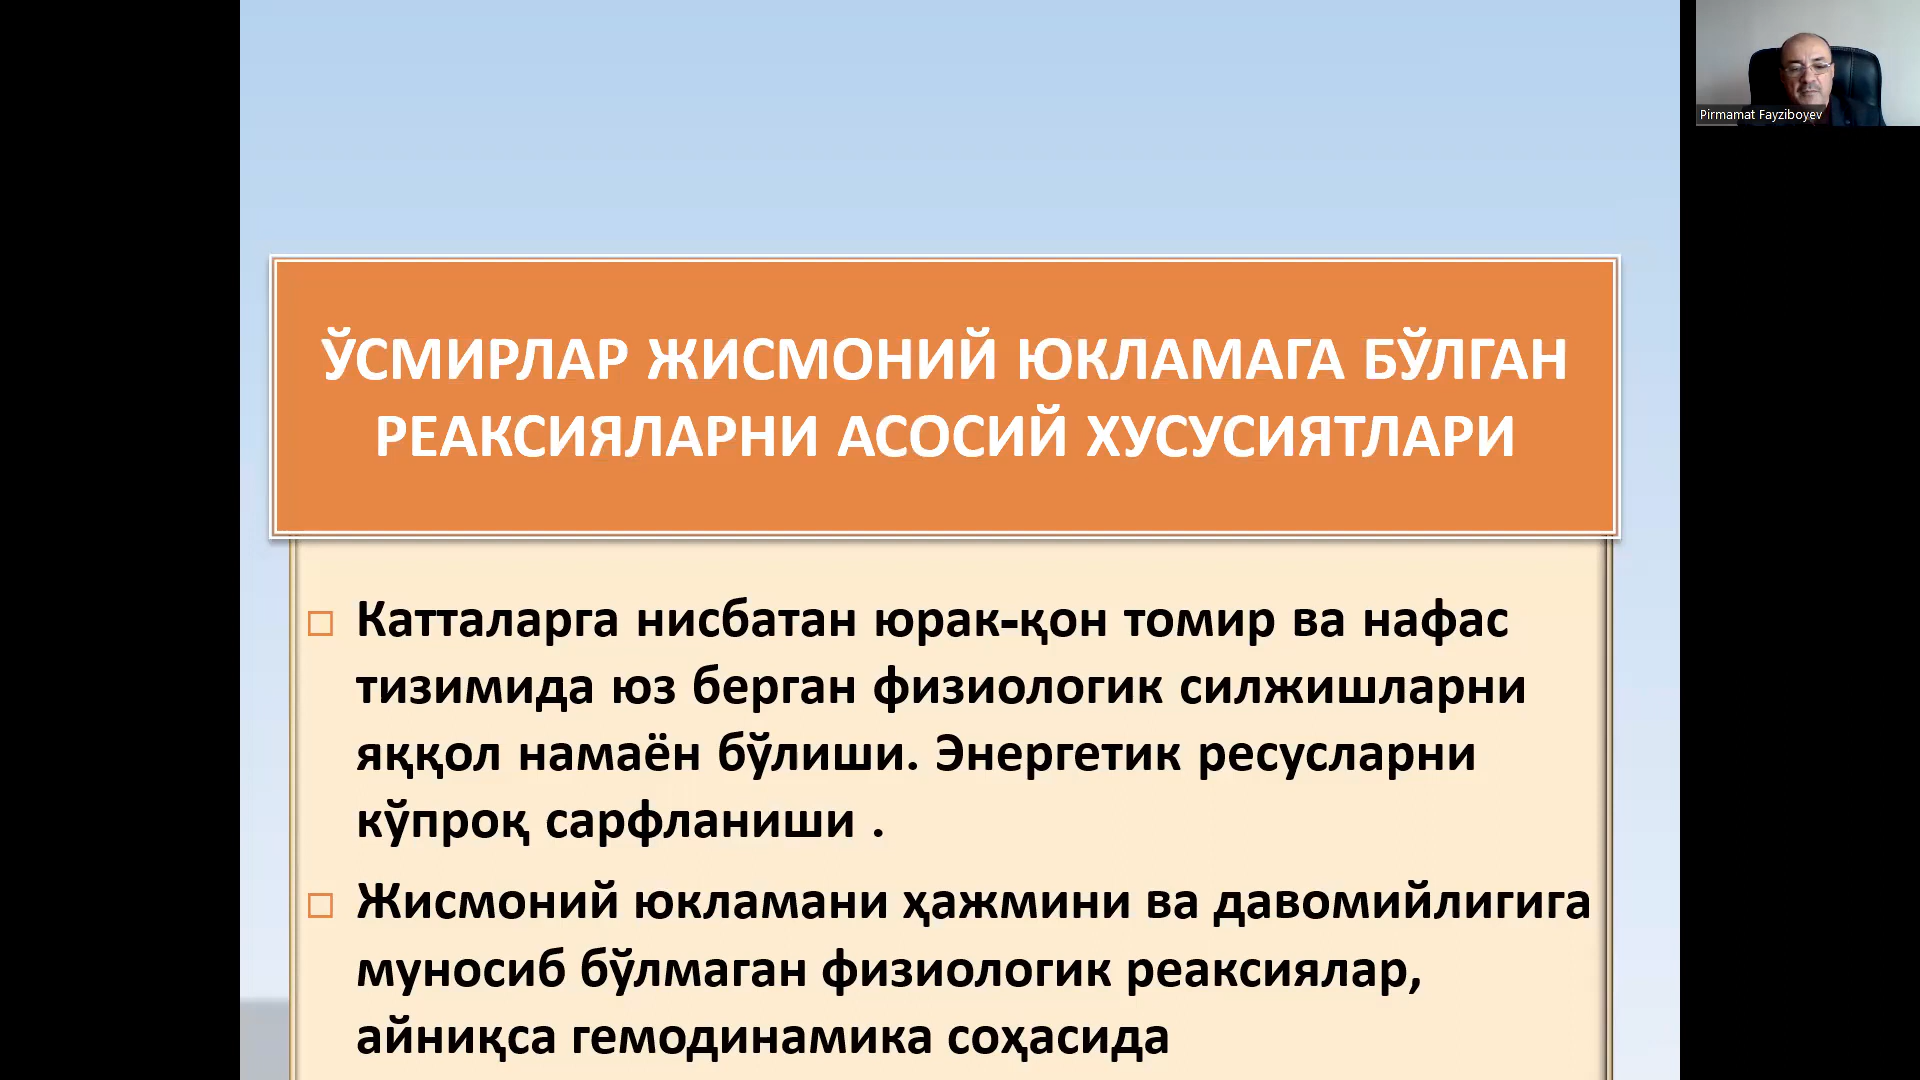 Pirmamat Fayziboyev
ЎСМИРЛАР ЖИСМОНИЙ ЮКЛАМАГА БЎЛГАН
РЕАКСИЯЛАРНИ АСОСИЙ ХУСУСИЯТЛАРИ
Катталарга нисбатан юрак-қон томир ва нафас
тизимида юз берган физиологик силжишларни
яққол намаён бўлиши. Энергетик ресусларни
кўпроқ сарфланиши .
Жисмоний юкламани ҳажмини ва давомийлигига
муносиб бўлмаган физиологик реаксиялар,
айниқса гемодинамика соҳасида